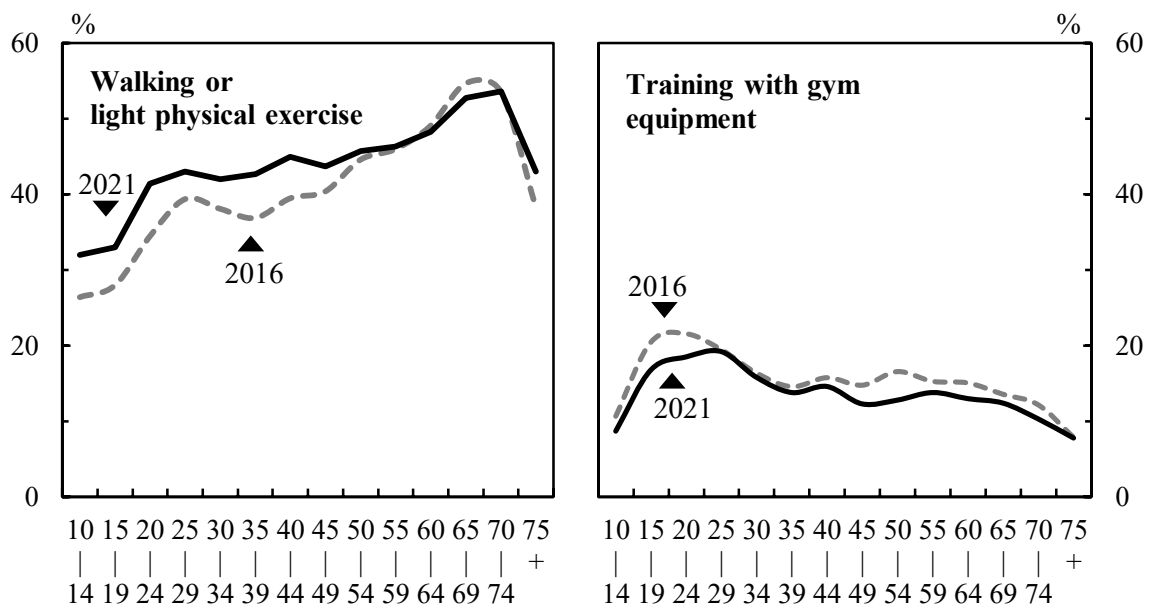 %
60
40
20
0
Walking or
light physical exercise
2021
▼
▲
2016
10 15 20 25 30 35 40 45 50 55 60 65 70 75
| | | | | | | | | | | | | +
14 19 24 29 34 39 44 49 54 59 64 69 74
%
60
40
20
0
Training with gym
equipment
2016
▼
▲
2021
10 15 20 25 30 35 40 45 50 55 60 65 70 75
| | | | | | | | | | | | | +
14 19 24 29 34 39 44 49 54 59 64 69 74